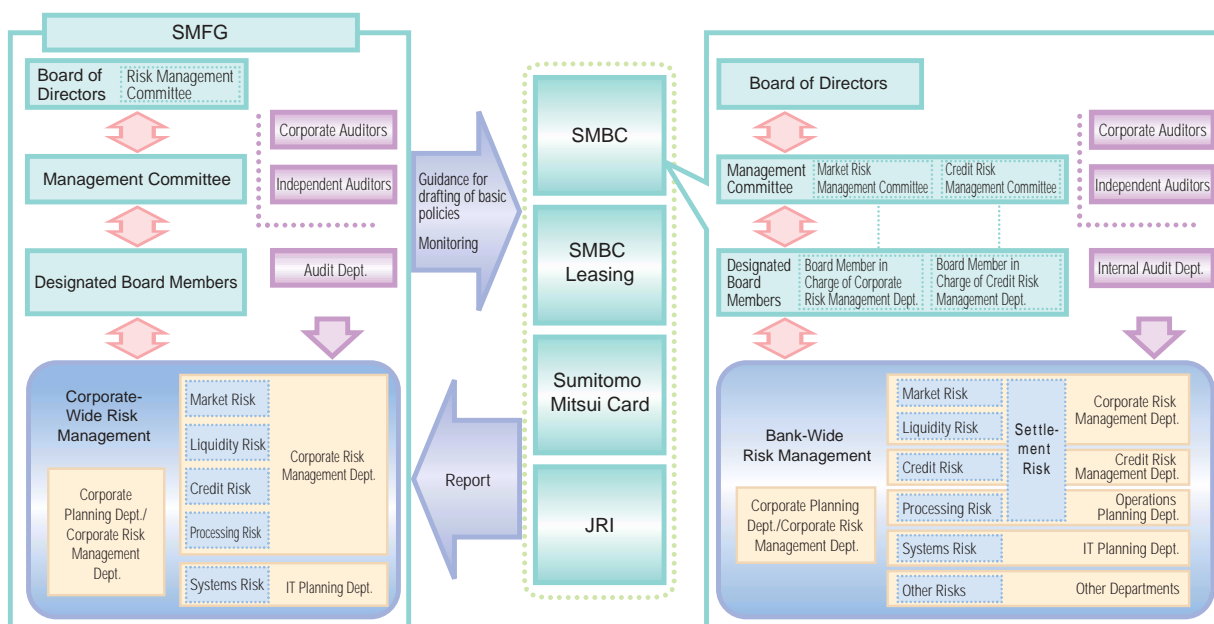 SMFG
Board of
Directors
Risk Management
Committee
Corporate Auditors
Management Committee
Independent Auditors
Designated Board Members
Audit Dept.
Corporate-
Wide Risk
Management
Corporate
Planning Dept./
Corporate Risk
Management
Dept.
Market Risk
Liquidity Risk
Credit Risk
Processing Risk
Corporate Risk
Management Dept.
Systems Risk
IT Planning Dept.
Guidance for
drafting of basic
policies
Monitoring
Report
SMBC
SMBC
Leasing
Sumitomo
Mitsui Card
JRI
Board of Directors
Corporate Auditors
Management
Committee
Market Risk
Management Committee
Credit Risk
Management Committee
Independent Auditors
Designated
Board
Members
Board Member in
Charge of Corporate
Risk Management Dept.
Board Member in
Charge of Credit Risk
Management Dept.
Internal Audit Dept.
Bank-Wide
Risk Management
Corporate Planning
Dept./Corporate Risk
Management Dept.
Market Risk
Liquidity Risk
Corporate Risk
Management Dept.
Settle-
ment
Risk
Credit Risk
Credit Risk
Management Dept.
Processing Risk
Operations
Planning Dept.
Systems Risk
IT Planning Dept.
Other Risks
Other Departments